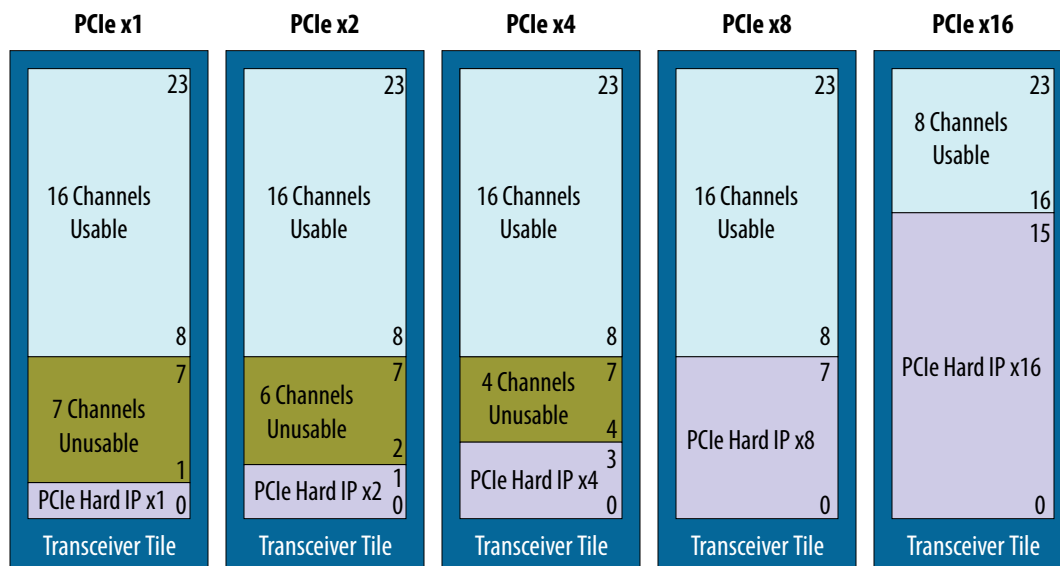 PCIe x1
23
16 Channels
Usable
8
7
7 Channels
Unusable
1
PCIe Hard IP x1
0
Transceiver Tile
PCIe x2
23
16 Channels
Usable
8
7
6 Channels
Unusable
2
1
PCIe Hard IP x2
0
Transceiver Tile
PCIe x4
23
16 Channels
Usable
8
7
4 Channels
Unusable
4
3
PCIe Hard IP x4
0
Transceiver Tile
PCIe x8
23
16 Channels
Usable
8
7
PCIe Hard IP x8
0
Transceiver Tile
PCIe x16
23
8 Channels
Usable
16
15
PCIe Hard IP x16
0
Transceiver Tile